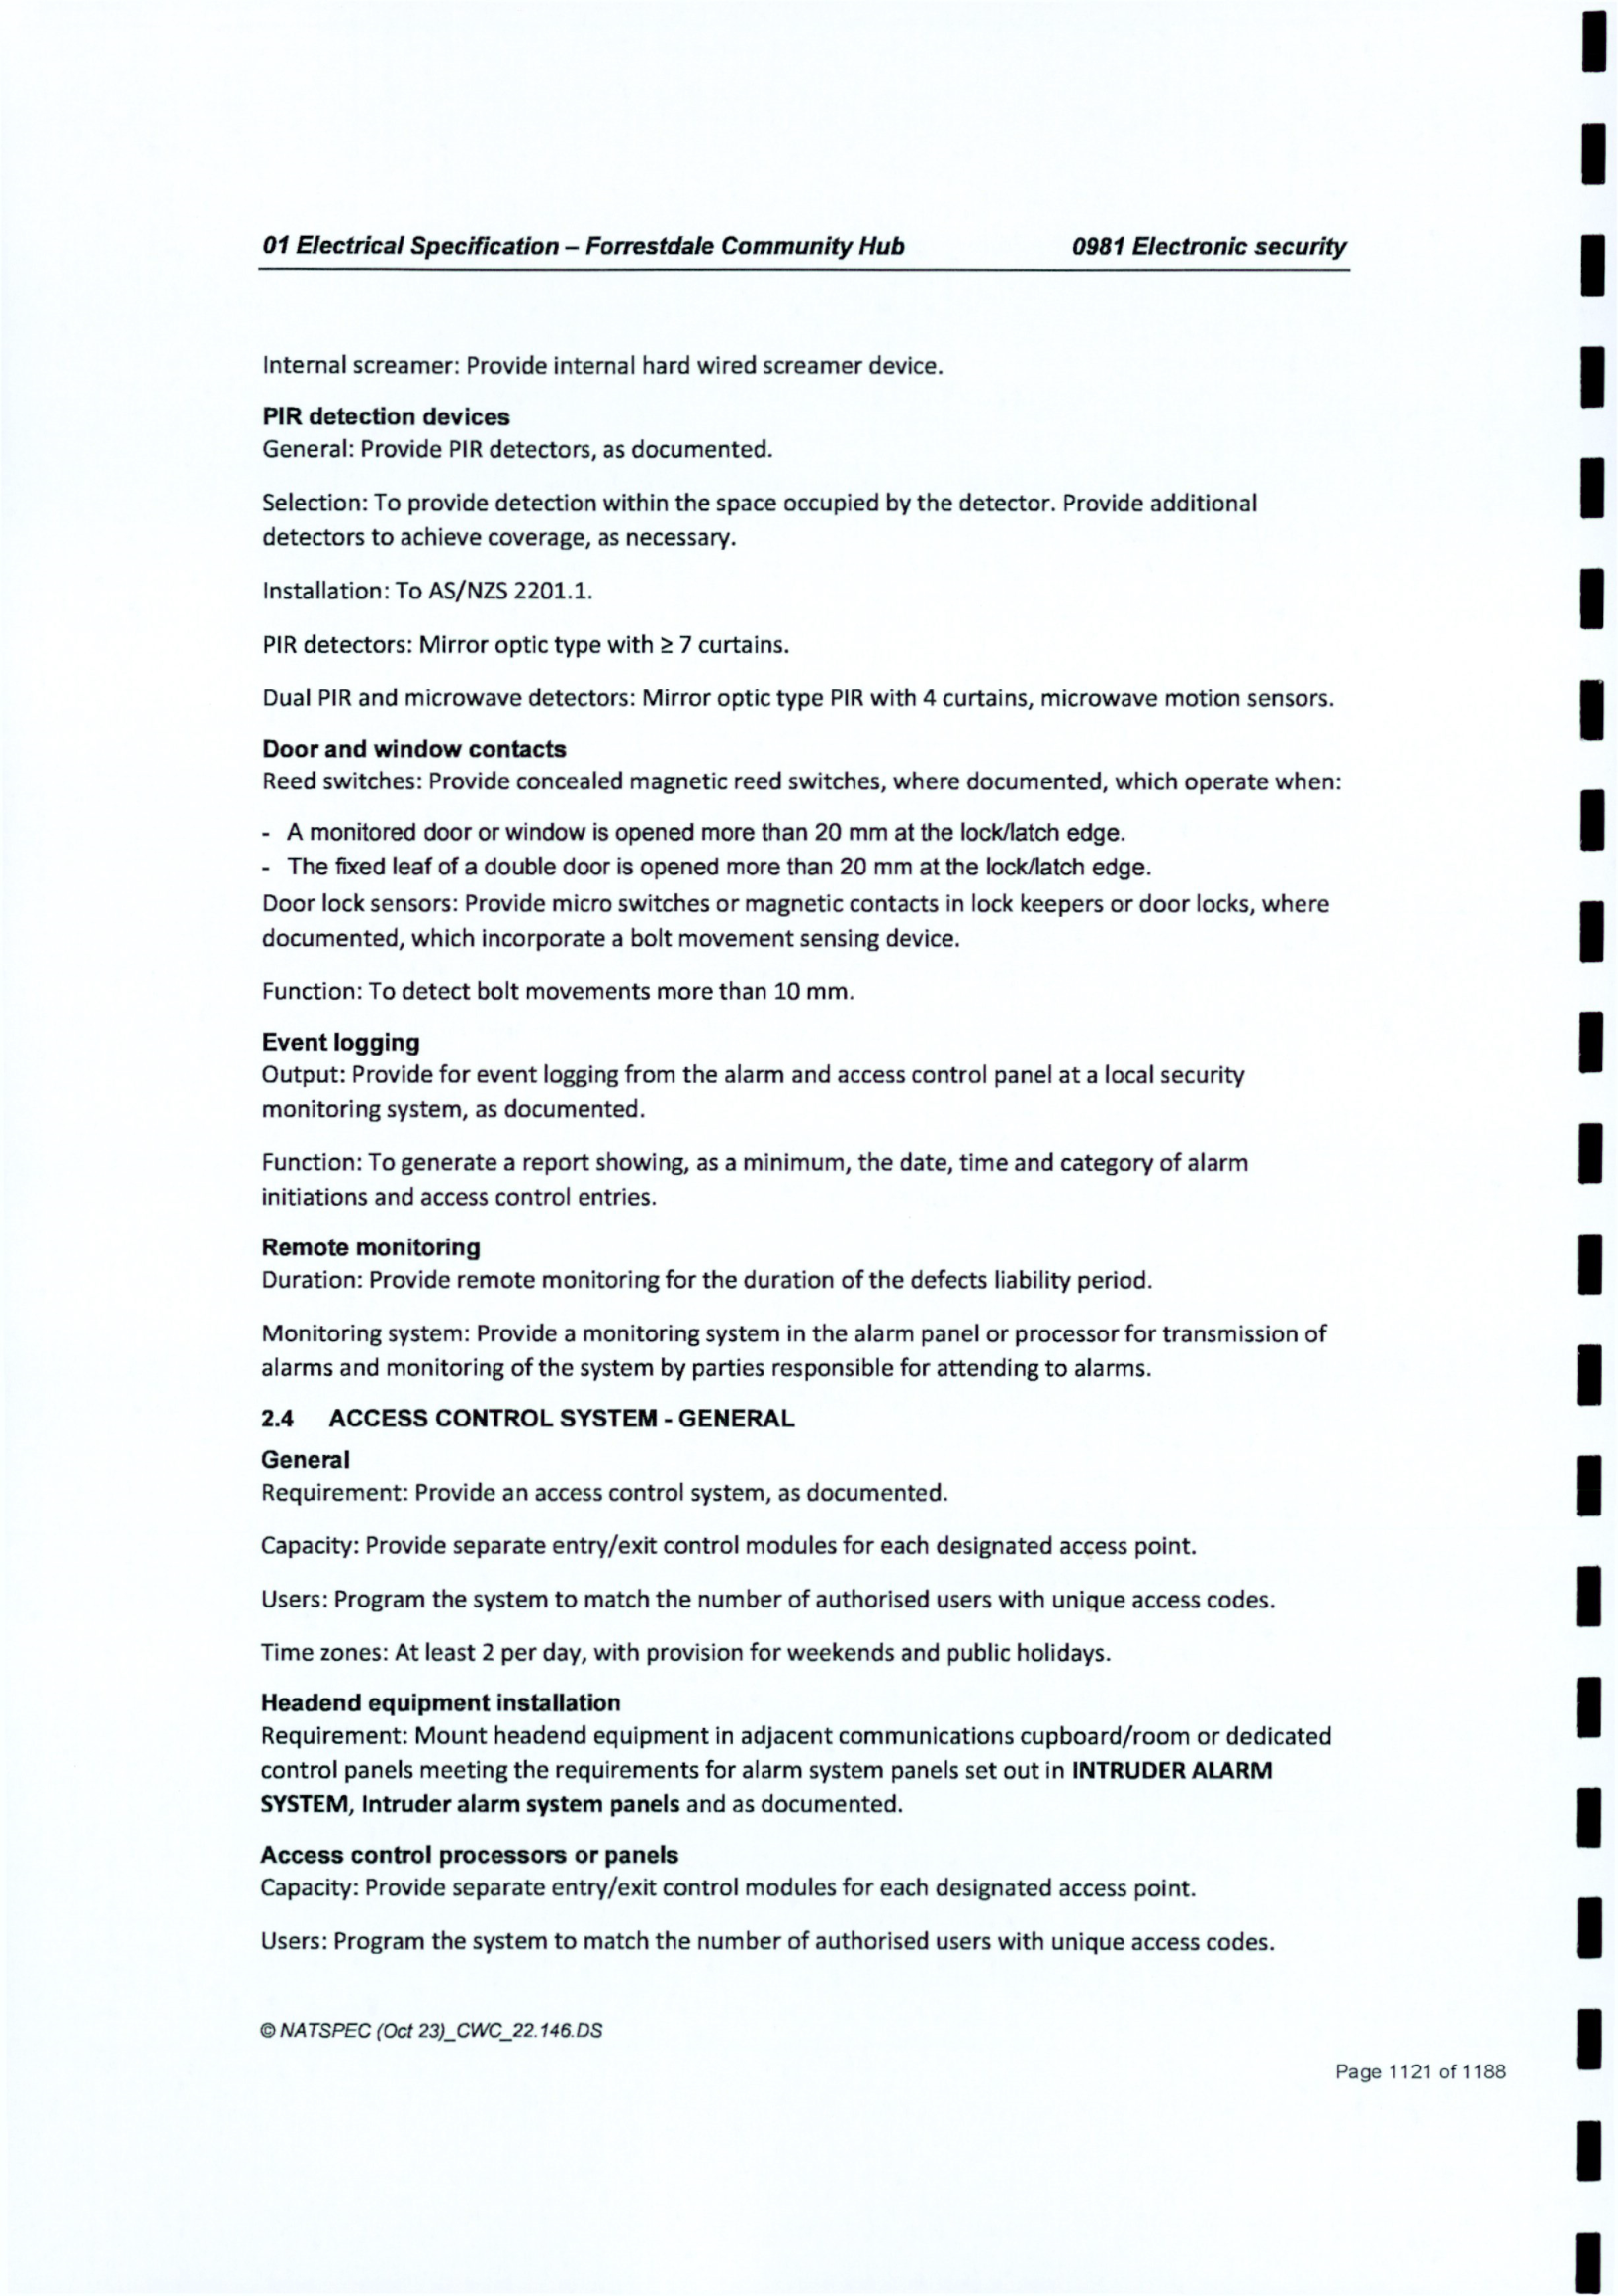 01 Electrical Specification – Forrestdale Community Hub 0981 Electronic security
Internal screamer: Provide internal hard wired screamer device.
PIR detection devices
General: Provide PIR detectors, as documented.
Selection: To provide detection within the space occupied by the detector. Provide additional
detectors to achieve coverage, as necessary.
Installation: To AS/NZS 2201.1.
PIR detectors: Mirror optic type with ≥ 7 curtains.
Dual PIR and microwave detectors: Mirror optic type PIR with 4 curtains, microwave motion sensors.
Door and window contacts
Reed switches: Provide concealed magnetic reed switches, where documented, which operate when:
- A monitored door or window is opened more than 20 mm at the lock/latch edge.
- The fixed leaf of a double door is opened more than 20 mm at the lock/latch edge.
Door lock sensors: Provide micro switches or magnetic contacts in lock keepers or door locks, where
documented, which incorporate a bolt movement sensing device.
Function: To detect bolt movements more than 10 mm.
Event logging
Output: Provide for event logging from the alarm and access control panel at a local security
monitoring system, as documented.
Function: To generate a report showing, as a minimum, the date, time and category of alarm
initiations and access control entries.
Remote monitoring
Duration: Provide remote monitoring for the duration of the defects liability period.
Monitoring system: Provide a monitoring system in the alarm panel or processor for transmission of
alarms and monitoring of the system by parties responsible for attending to alarms.
2.4 ACCESS CONTROL SYSTEM - GENERAL
General
Requirement: Provide an access control system, as documented.
Capacity: Provide separate entry/exit control modules for each designated access point.
Users: Program the system to match the number of authorised users with unique access codes.
Time zones: At least 2 per day, with provision for weekends and public holidays.
Headend equipment installation
Requirement: Mount headend equipment in adjacent communications cupboard/room or dedicated
control panels meeting the requirements for alarm system panels set out in INTRUDER ALARM
SYSTEM, Intruder alarm system panels and as documented.
Access control processors or panels
Capacity: Provide separate entry/exit control modules for each designated access point.
Users: Program the system to match the number of authorised users with unique access codes.
© NATSPEC (Oct 23)_CWC_22.146.DS
Page 1121 of 1188